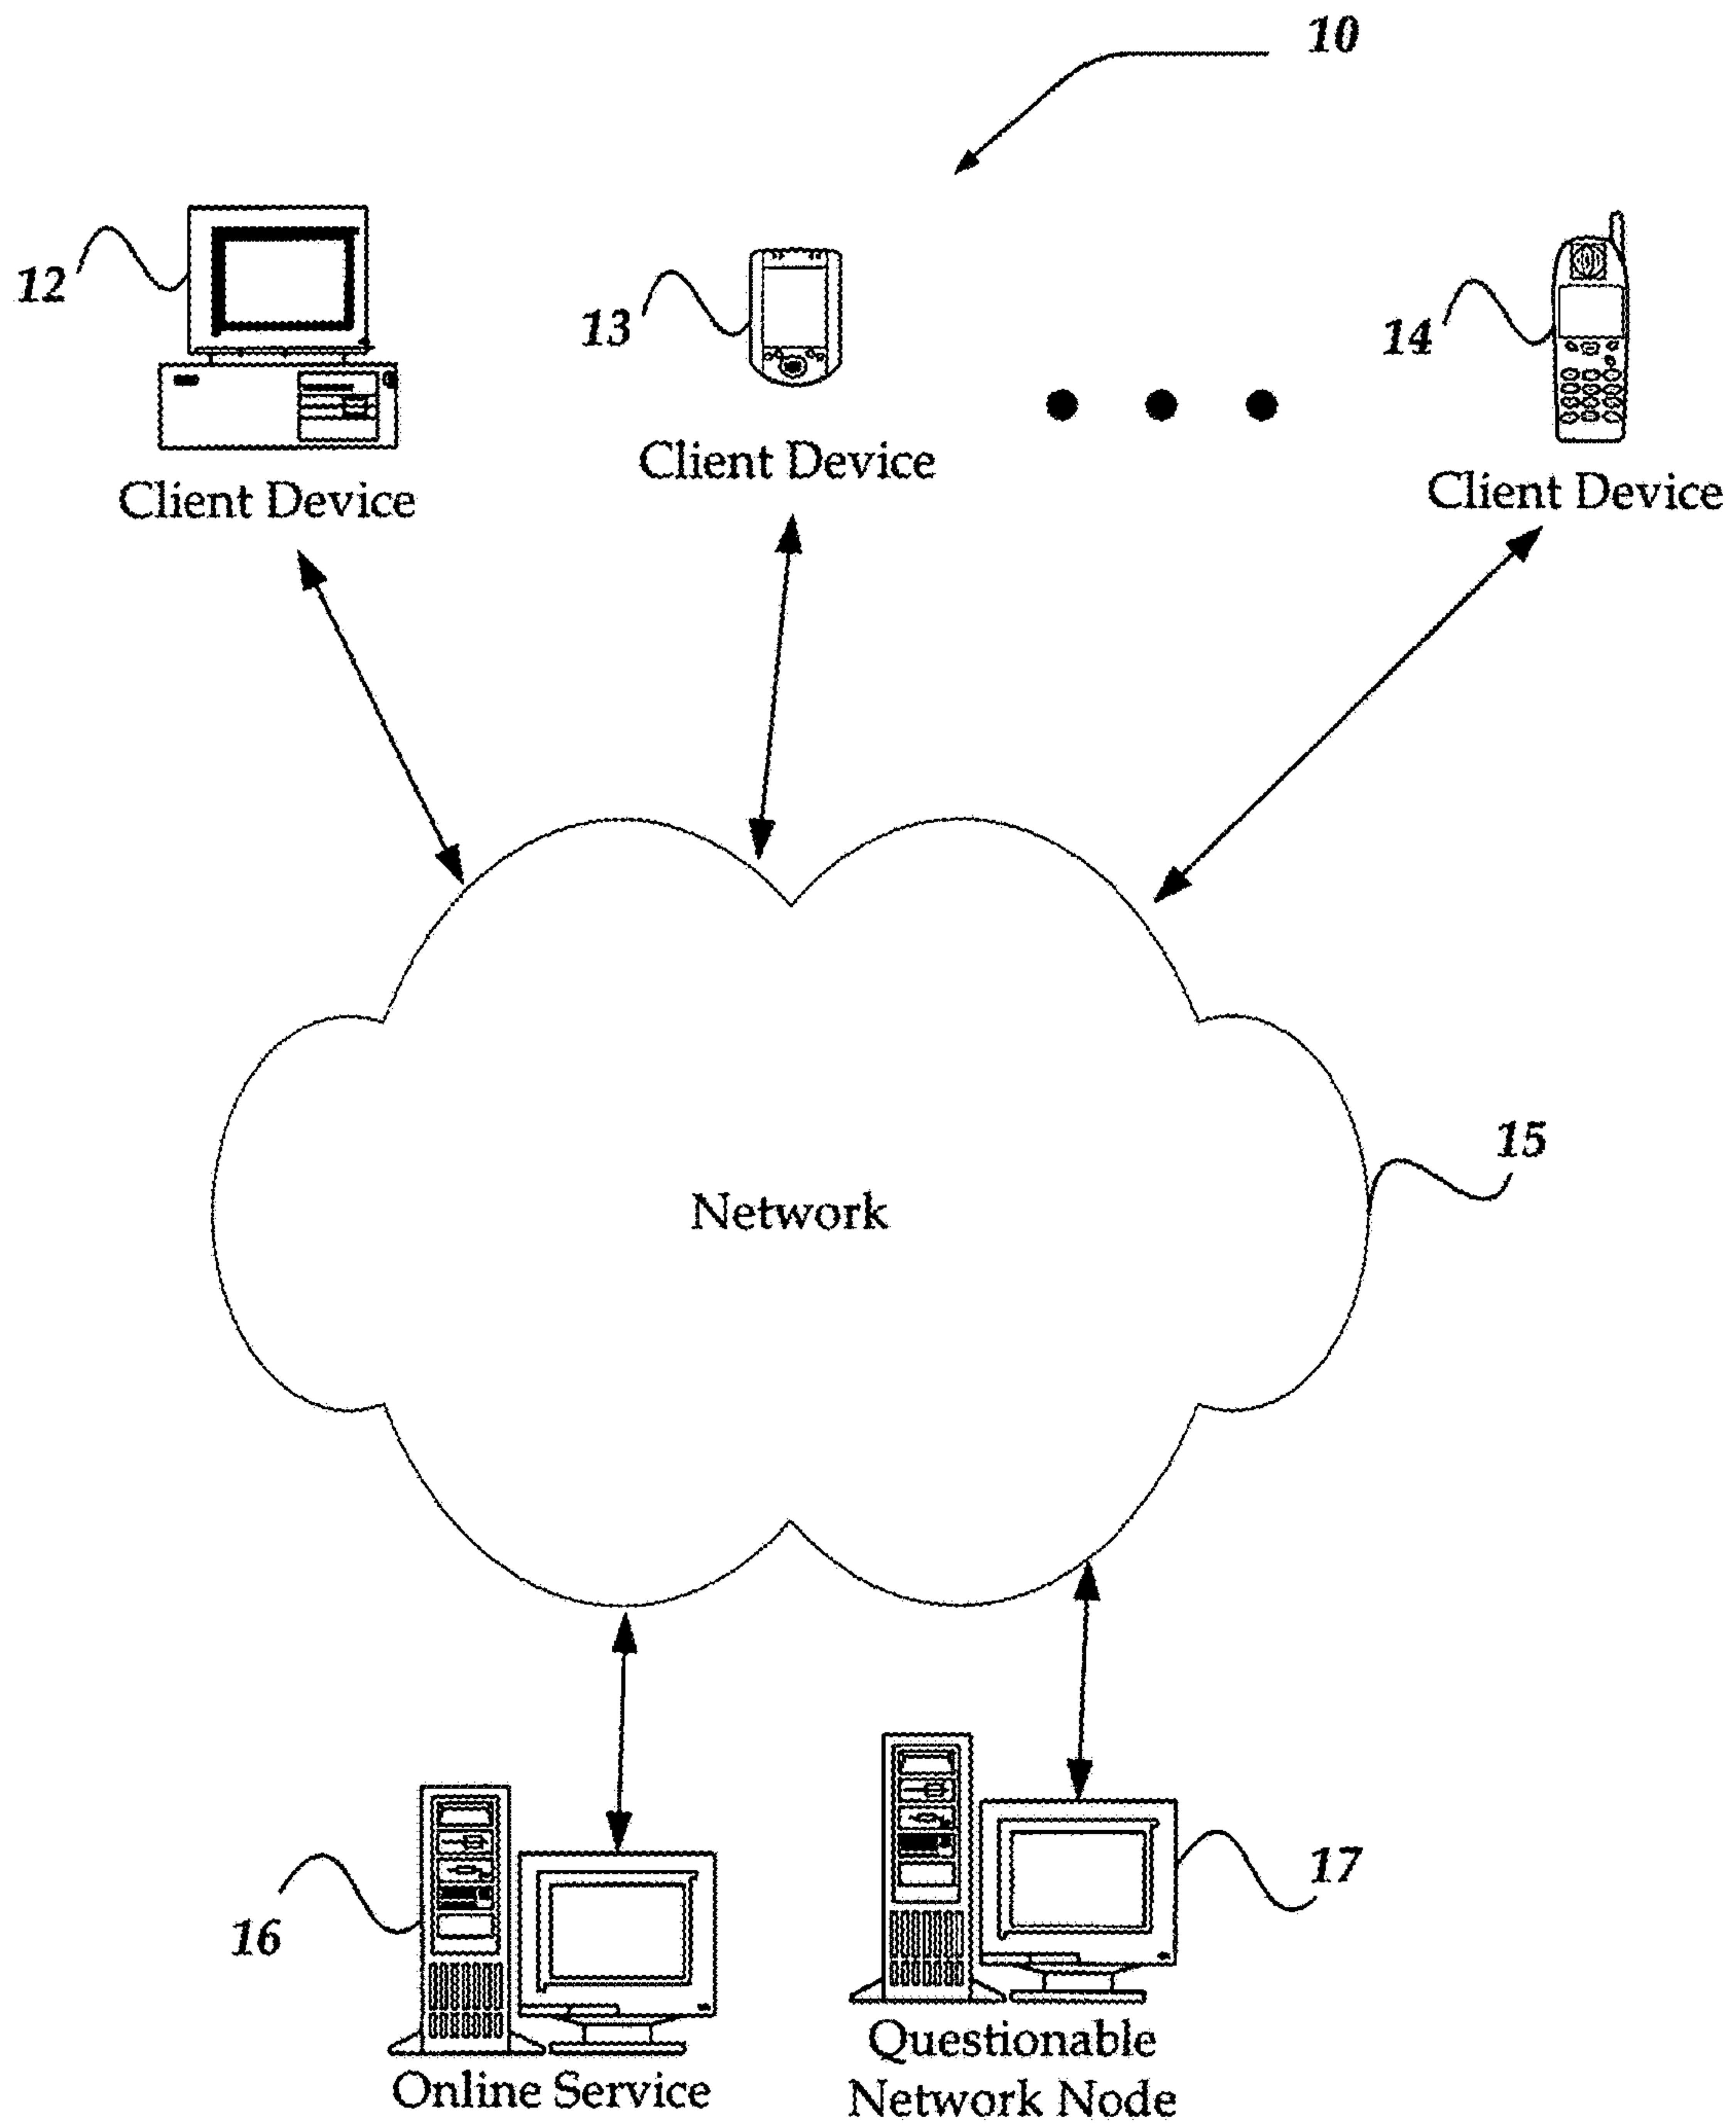 10
12
13
14
Client Device
Client Device
Client Device
15
Network
16
17
Online Service
Questionable
Network Node